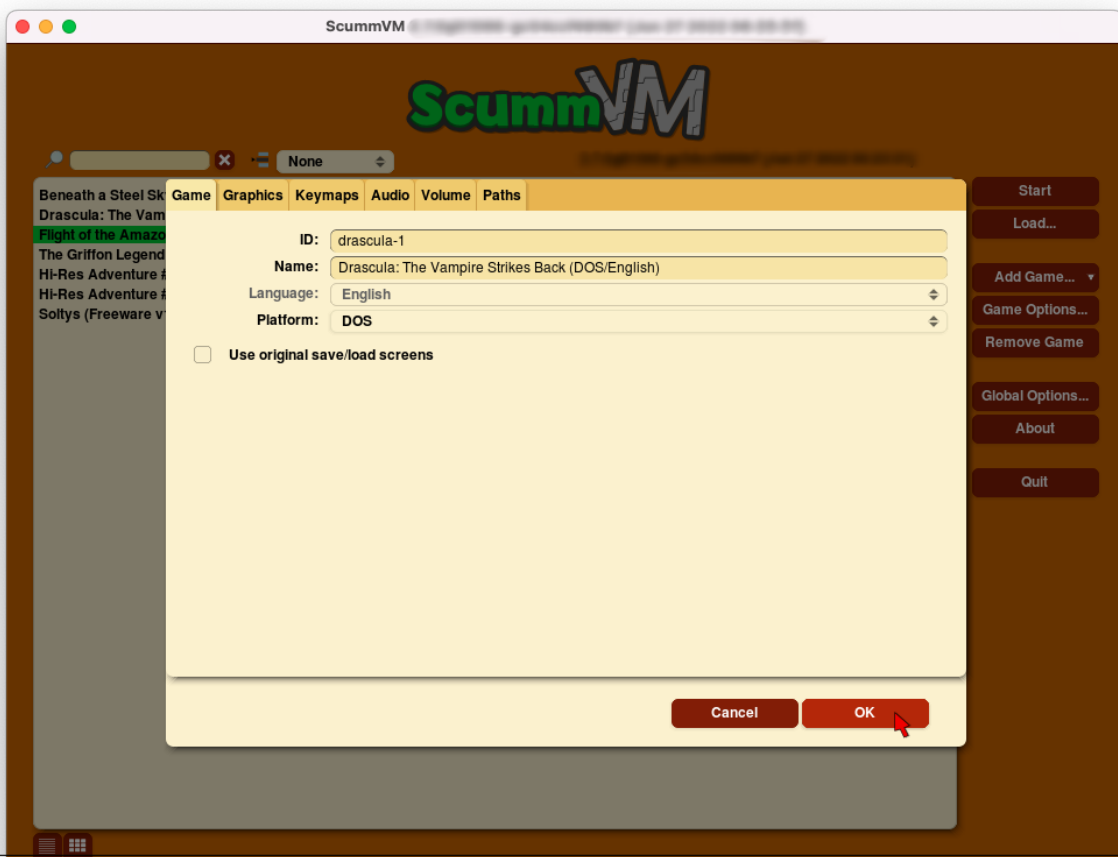 ScummVM
ScummVM
None
Beneath a Steel Sk
Drascula: The Vam
Flight of the Amazo
The Griffon Legend
Hi-Res Adventure #
Hi-Res Adventure #
Soltys (Freeware v
Game Graphics Keymaps Audio Volume Paths
ID: drascula-1
Name: Drascula: The Vampire Strikes Back (DOS/English)
Language: English
Platform: DOS
Use original save/load screens
Cancel OK
Start
Load...
Add Game...
Game Options...
Remove Game
Global Options...
About
Quit